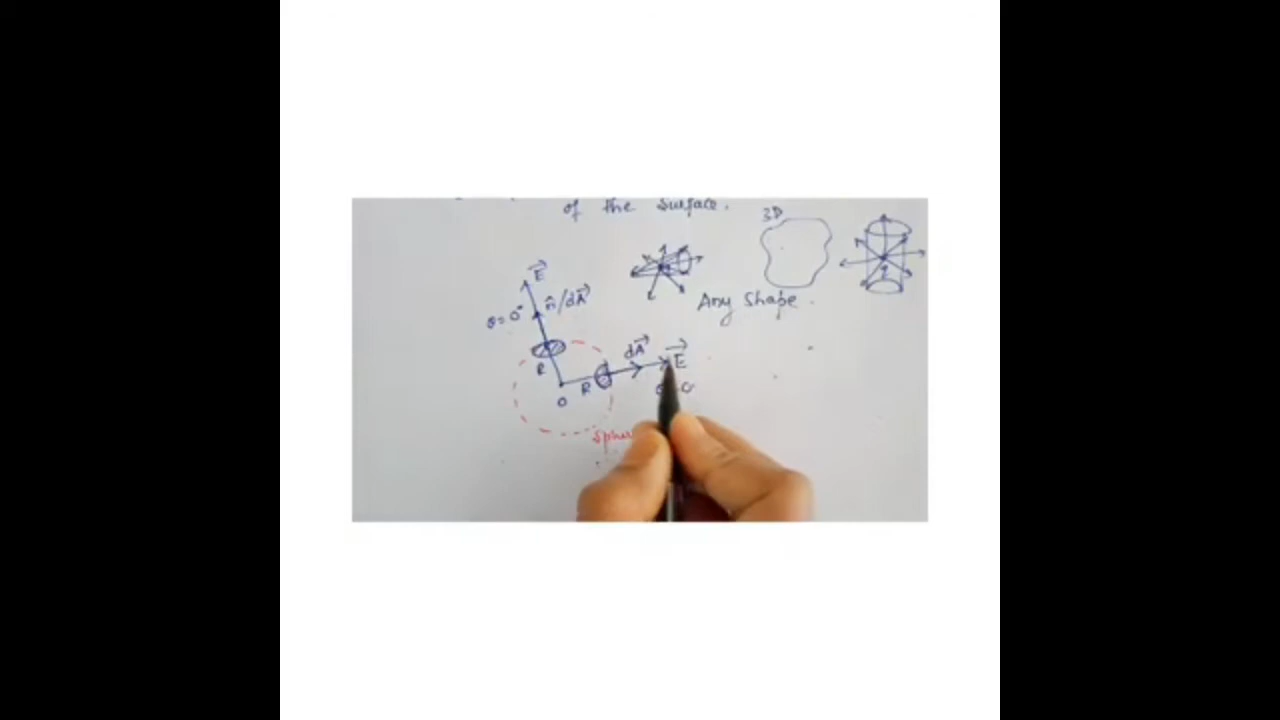 of the Surface.
3D
E⃗
n̂/dA⃗
θ=0°
Any Shape.
dA⃗
E⃗
R
R
O
q